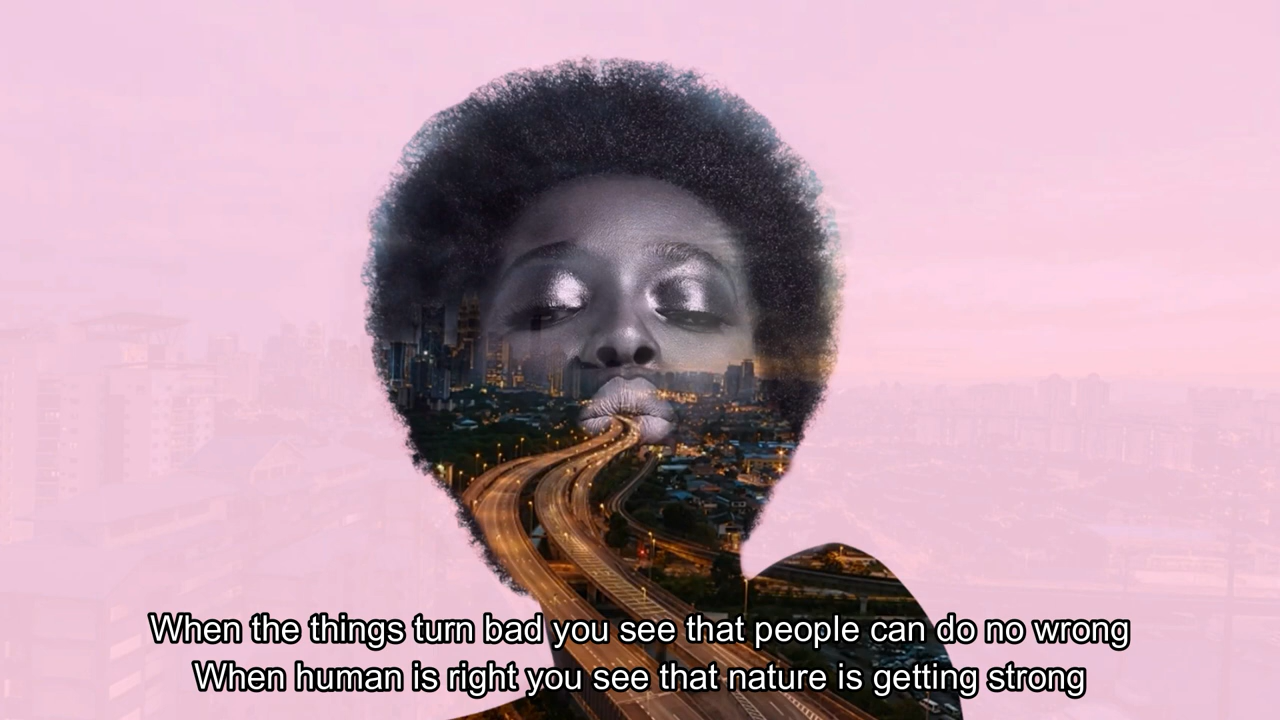 When the things turn bad you see that people can do no wrong
When human is right you see that nature is getting strong